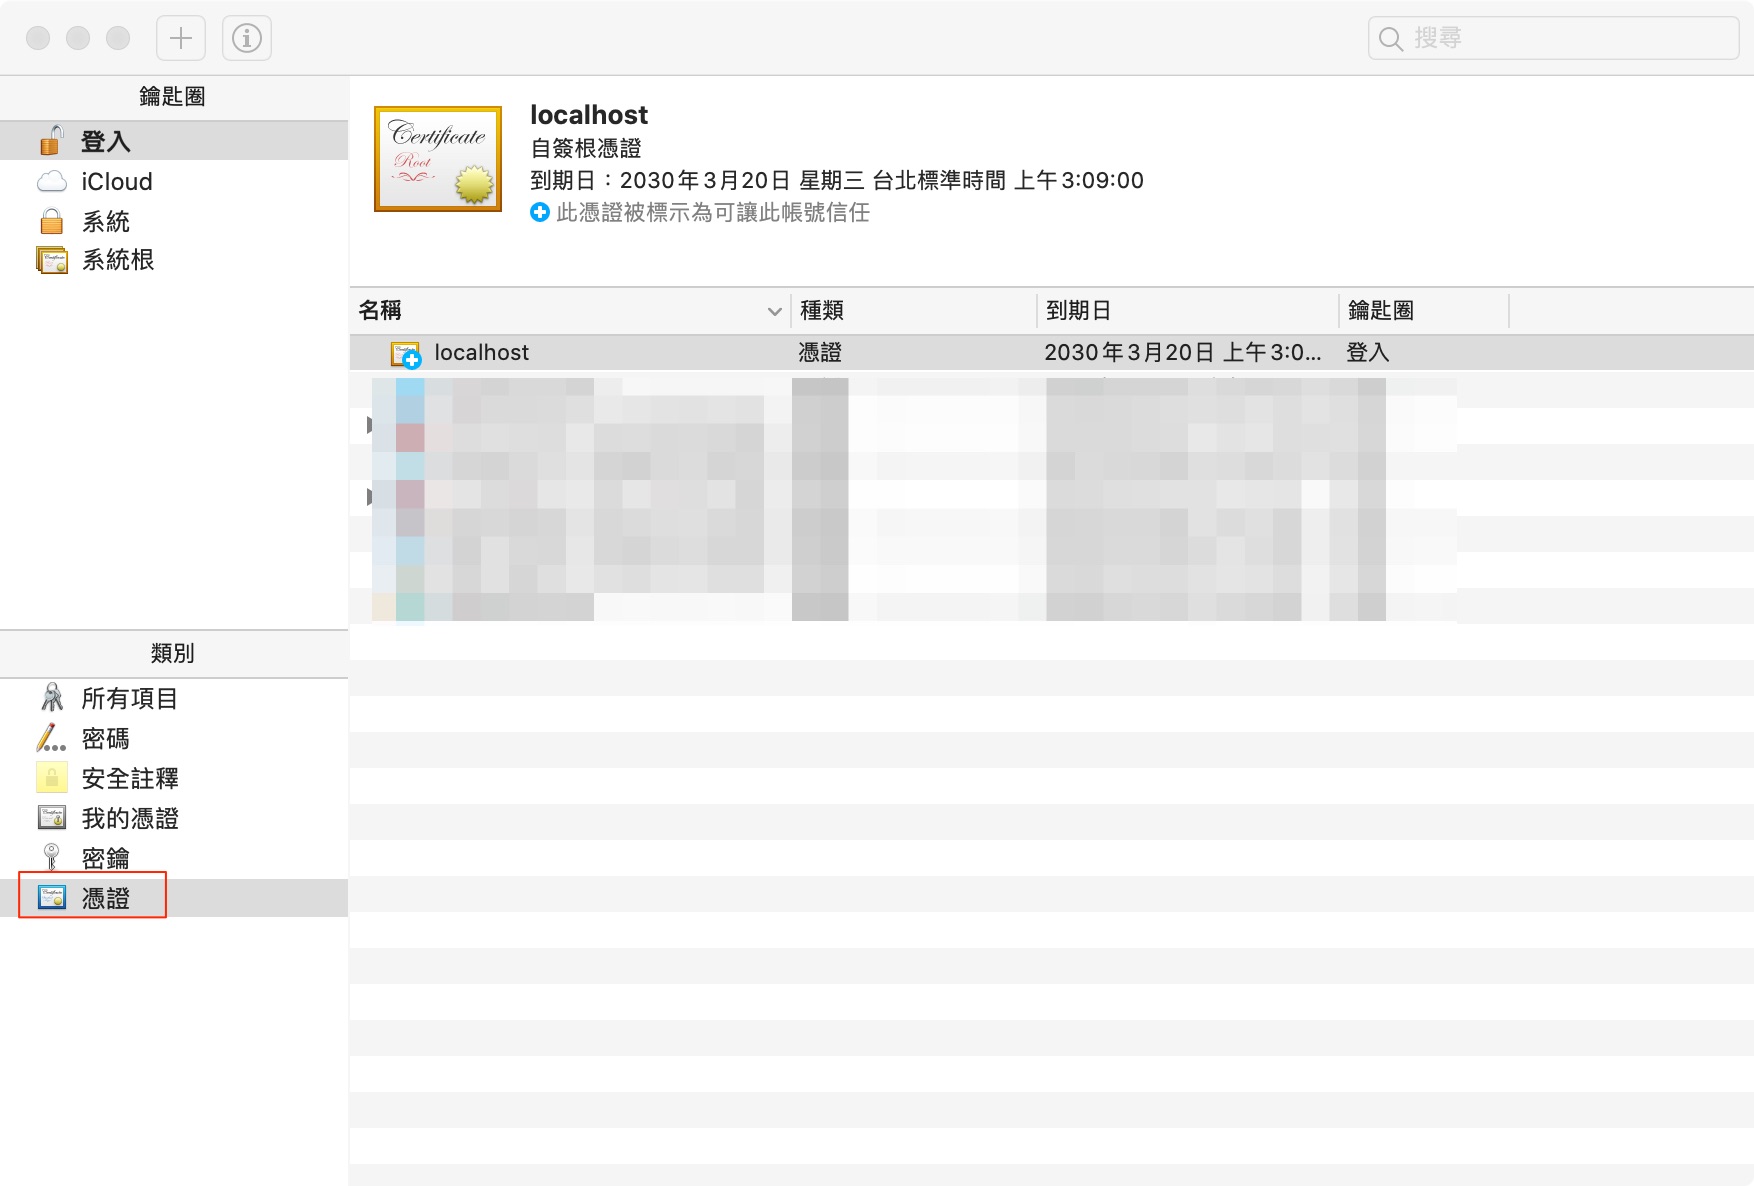 搜尋
鑰匙圈
登入
iCloud
系統
系統根
Certificate
Root
localhost
自簽根憑證
到期日：2030年3月20日 星期三 台北標準時間 上午3:09:00
此憑證被標示為可讓此帳號信任
名稱 種類 到期日 鑰匙圈
localhost 憑證 2030年3月20日 上午3:0... 登入
類別
所有項目
密碼
安全註釋
我的憑證
密鑰
憑證